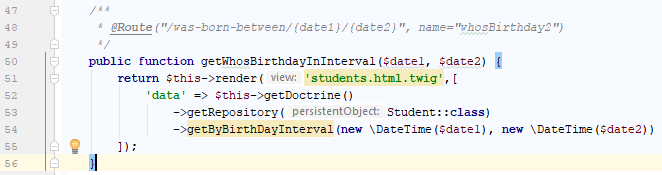 47 /**
48 * @Route("/was-born-between/{date1}/{date2}", name="whosBirthday2")
49 */
50 public function getWhosBirthdayInInterval($date1, $date2) {
51 return $this->render( view: 'students.html.twig',[
52 'data' => $this->getDoctrine()
53 ->getRepository( persistentObject: Student::class)
54 ->getByBirthDayInterval(new \DateTime($date1), new \DateTime($date2))
55 ]);
56 }